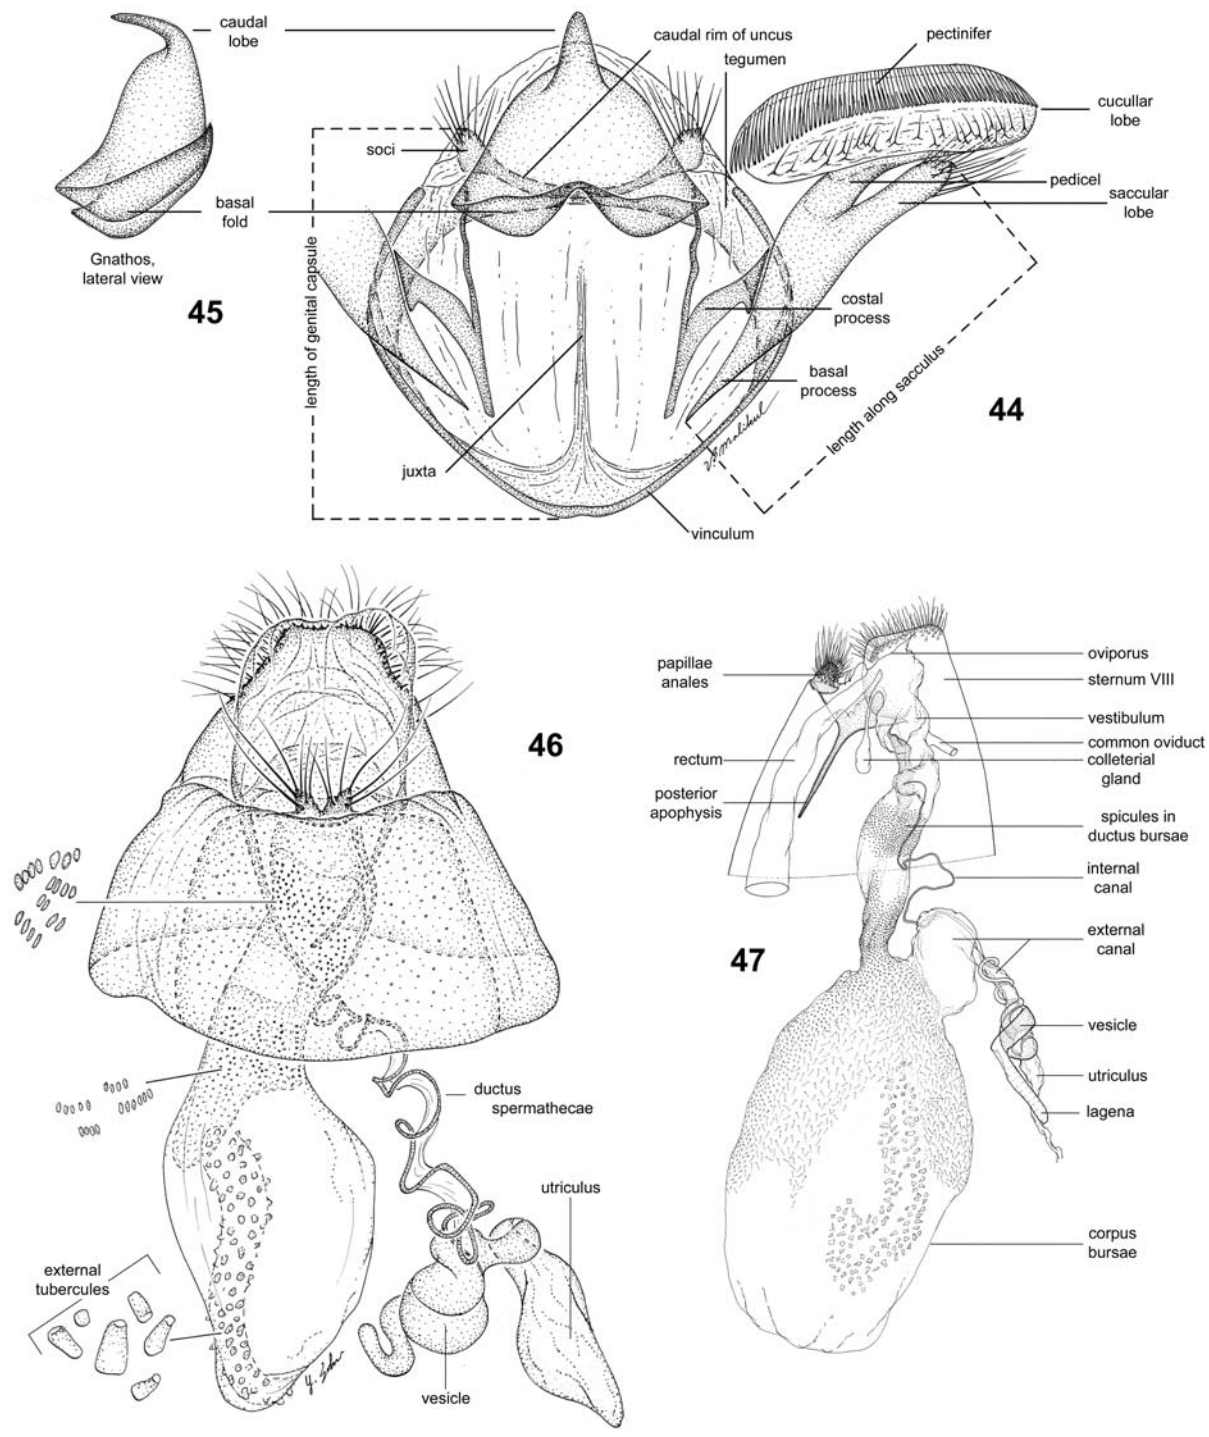 caudal
lobe
caudal rim of uncus
tegumen
pectinifer
cucullar
lobe
soci
pedicel
saccular
lobe
basal
fold
Gnathos,
lateral view
45
length of genital capsule
costal
process
basal
process
length along sacculus
44
juxta
vinculum
46
papillae
anales
rectum
posterior
apophysis
oviporus
sternum VIII
vestibulum
common oviduct
colleterial
gland
spicules in
ductus bursae
internal
canal
external
canal
47
vesicle
utriculus
lagena
corpus
bursae
ductus
spermathecae
utriculus
external
tubercules
vesicle